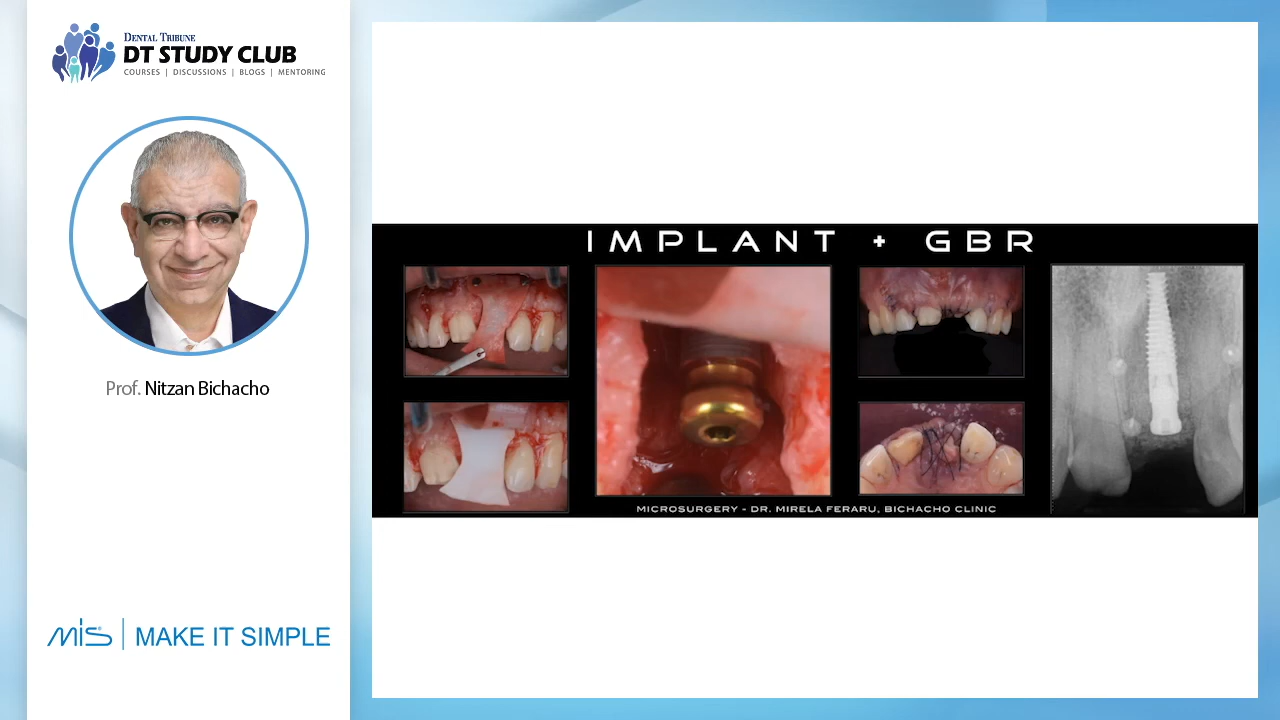 DENTAL TRIBUNE
DT STUDY CLUB
COURSES | DISCUSSIONS | BLOGS | MENTORING
Prof. Nitzan Bichacho
mis® | MAKE IT SIMPLE
IMPLANT + GBR
MICROSURGERY - DR. MIRELA FERARU, BICHACHO CLINIC